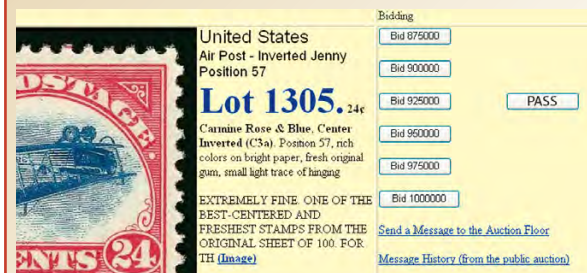 POSTAGE
CENTS 24
United States
Air Post - Inverted Jenny
Position 57
Lot 1305. 24¢
Carmine Rose & Blue, Center
Inverted (C3a). Position 57, rich
colors on bright paper, fresh original
gum, small light trace of hinging
EXTREMELY FINE. ONE OF THE
BEST-CENTERED AND
FRESHEST STAMPS FROM THE
ORIGINAL SHEET OF 100. FOR
TH (Image)
Bidding
Bid 875000
Bid 900000
Bid 925000
PASS
Bid 950000
Bid 975000
Bid 1000000
Send a Message to the Auction Floor
Message History (from the public auction)